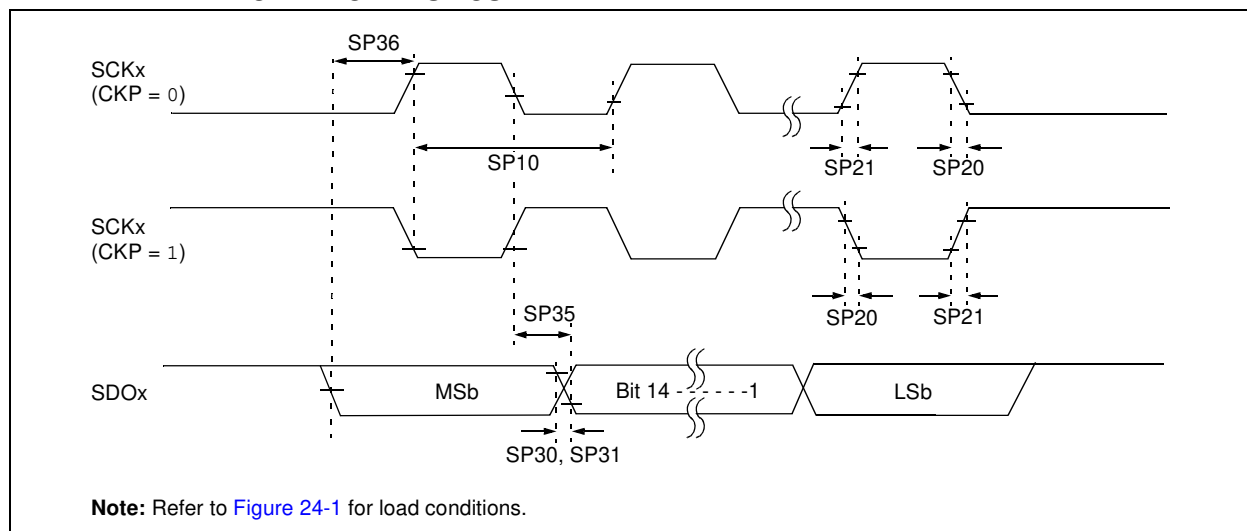 SP36
SCKx
(CKP = 0)
SP10
SP21
SP20
SCKx
(CKP = 1)
SP35
SP20
SP21
SDOx
MSb
Bit 14 - - - - - -1
LSb
SP30, SP31
Note: Refer to Figure 24-1 for load conditions.